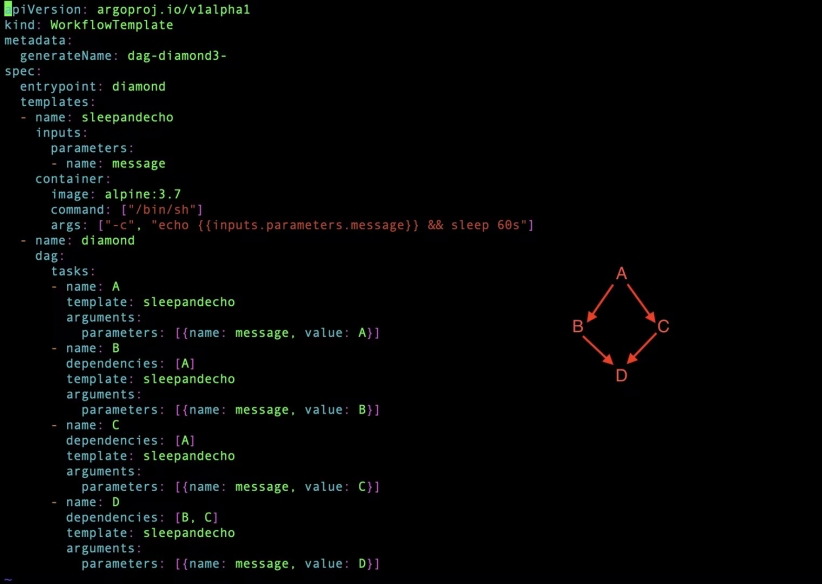 apiVersion: argoproj.io/v1alpha1
kind: WorkflowTemplate
metadata:
  generateName: dag-diamond3-
spec:
  entrypoint: diamond
  templates:
  - name: sleepandecho
    inputs:
      parameters:
      - name: message
    container:
      image: alpine:3.7
      command: ["/bin/sh"]
      args: ["-c", "echo {{inputs.parameters.message}} && sleep 60s"]
  - name: diamond
    dag:
      tasks:
      - name: A
        template: sleepandecho
        arguments:
          parameters: [{name: message, value: A}]
      - name: B
        dependencies: [A]
        template: sleepandecho
        arguments:
          parameters: [{name: message, value: B}]
      - name: C
        dependencies: [A]
        template: sleepandecho
        arguments:
          parameters: [{name: message, value: C}]
      - name: D
        dependencies: [B, C]
        template: sleepandecho
        arguments:
          parameters: [{name: message, value: D}]
~
A
B C
D